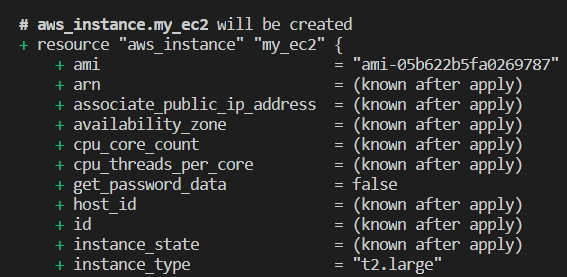 # aws_instance.my_ec2 will be created
+ resource "aws_instance" "my_ec2" {
+ ami = "ami-05b622b5fa0269787"
+ arn = (known after apply)
+ associate_public_ip_address = (known after apply)
+ availability_zone = (known after apply)
+ cpu_core_count = (known after apply)
+ cpu_threads_per_core = (known after apply)
+ get_password_data = false
+ host_id = (known after apply)
+ id = (known after apply)
+ instance_state = (known after apply)
+ instance_type = "t2.large"